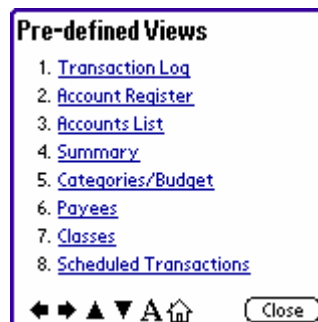 Pre-defined Views
1. Transaction Log
2. Account Register
3. Accounts List
4. Summary
5. Categories/Budget
6. Payees
7. Classes
8. Scheduled Transactions
A Close